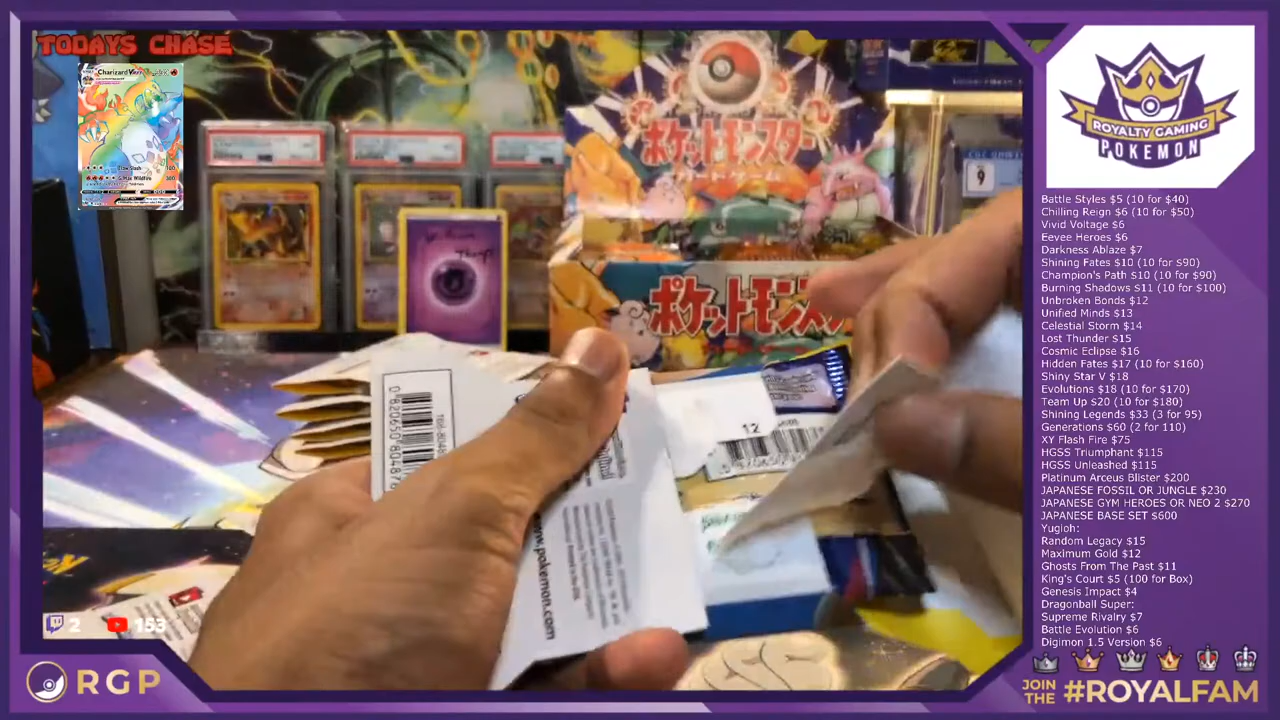 TODAYS CHASE
Charizard
ポケットモンスター
ポケットモンスター
9
12
www.pokemon.com
2
153
RGP
ROYALTY GAMING
POKEMON
Battle Styles $5 (10 for $40)
Chilling Reign $6 (10 for $50)
Vivid Voltage $6
Eevee Heroes $6
Darkness Ablaze $7
Shining Fates $10 (10 for $90)
Champion's Path $10 (10 for $90)
Burning Shadows $11 (10 for $100)
Unbroken Bonds $12
Unified Minds $13
Celestial Storm $14
Lost Thunder $15
Cosmic Eclipse $16
Hidden Fates $17 (10 for $160)
Shiny Star V $18
Evolutions $18 (10 for $170)
Team Up $20 (10 of $180)
Shining Legends $33 (3 for 95)
Generations $60 (2 for 110)
XY Flash Fire $75
HGSS Triumphant $115
HGSS Unleashed $115
Platinum Arceus Blister $200
JAPANESE FOSSIL OR JUNGLE $230
JAPANESE GYM HEROES OR NEO 2 $270
JAPANESE BASE SET $600
Yugioh:
Random Legacy $15
Maximum Gold $12
Ghosts From The Past $11
King's Court $5 (100 for Box)
Genesis Impact $4
Dragonball Super:
Supreme Rivalry $7
Battle Evolution $6
Digimon 1.5 Version $6
JOIN THE #ROYALFAM